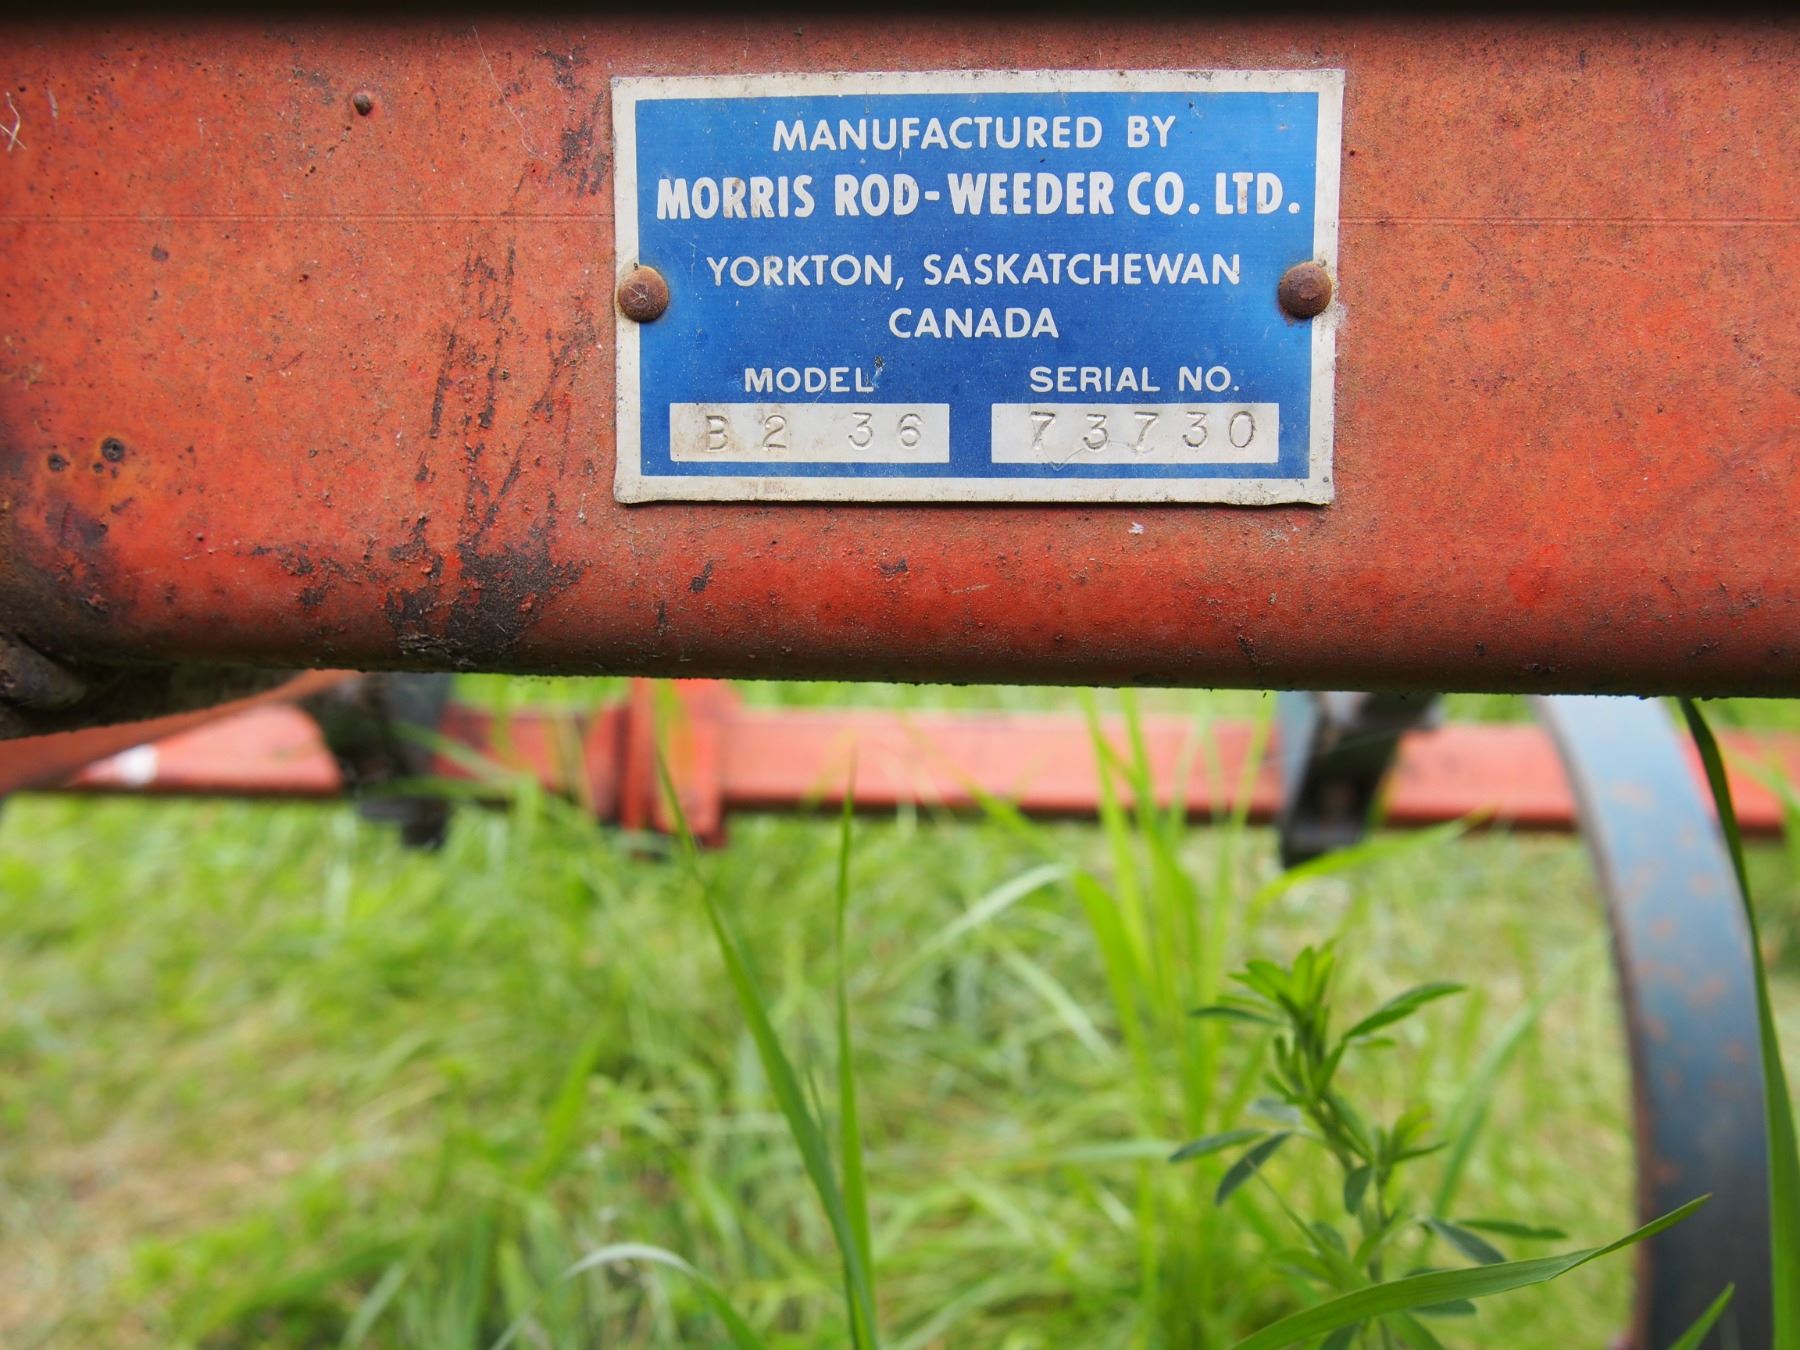 MANUFACTURED BY
MORRIS ROD-WEEDER CO. LTD.
YORKTON, SASKATCHEWAN
CANADA
MODEL SERIAL NO.
B2 36 73730